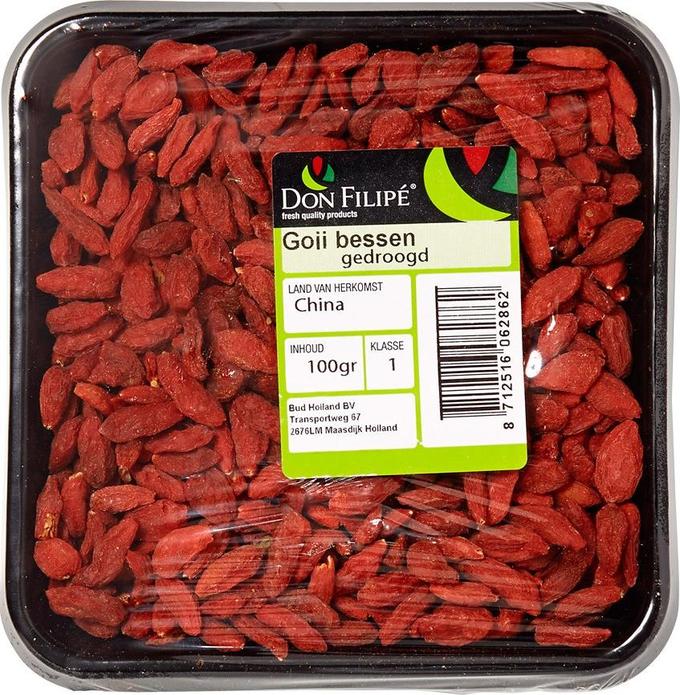 DON FILIPÉ®
fresh quality products
Goji bessen
gedroogd
LAND VAN HERKOMST
China
INHOUD
100gr
KLASSE
1
Bud Holland BV
Transportweg 67
2676LM Maasdijk Holland
8 712516 062862